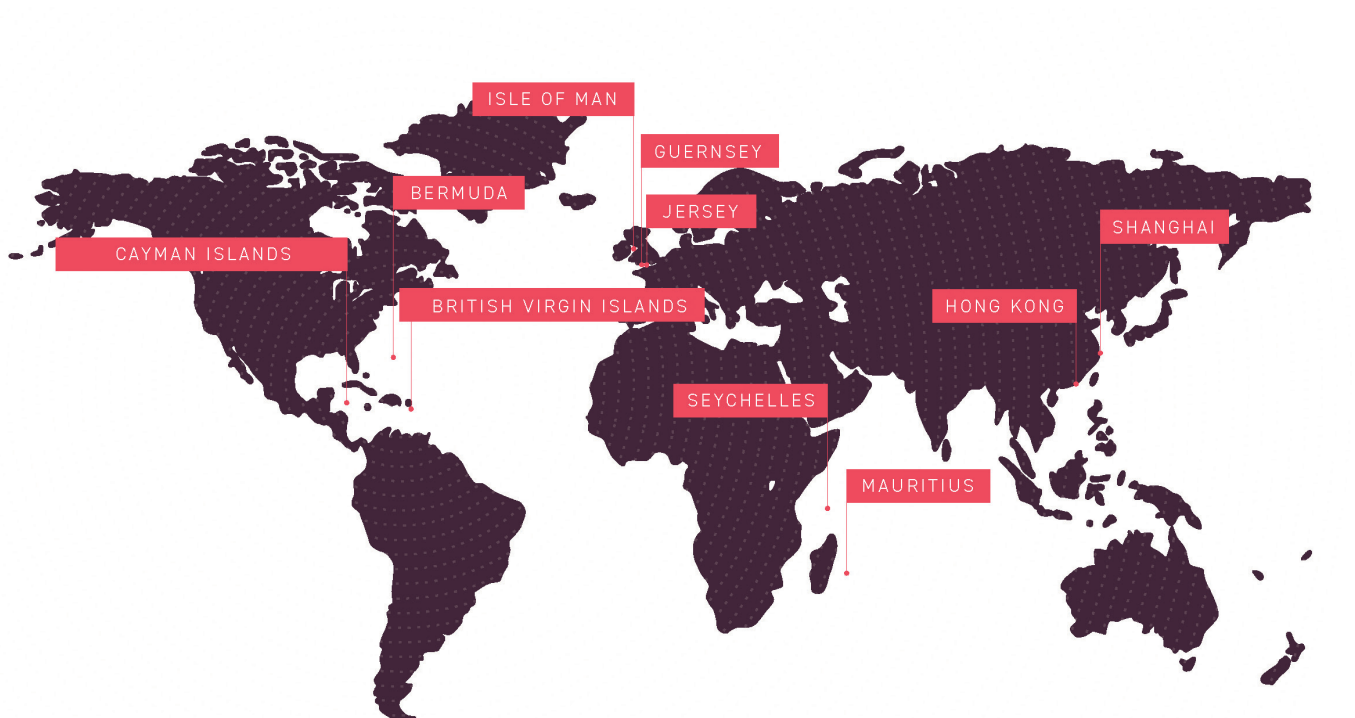 ISLE OF MAN
GUERNSEY
BERMUDA
JERSEY
SHANGHAI
CAYMAN ISLANDS
BRITISH VIRGIN ISLANDS
HONG KONG
SEYCHELLES
MAURITIUS